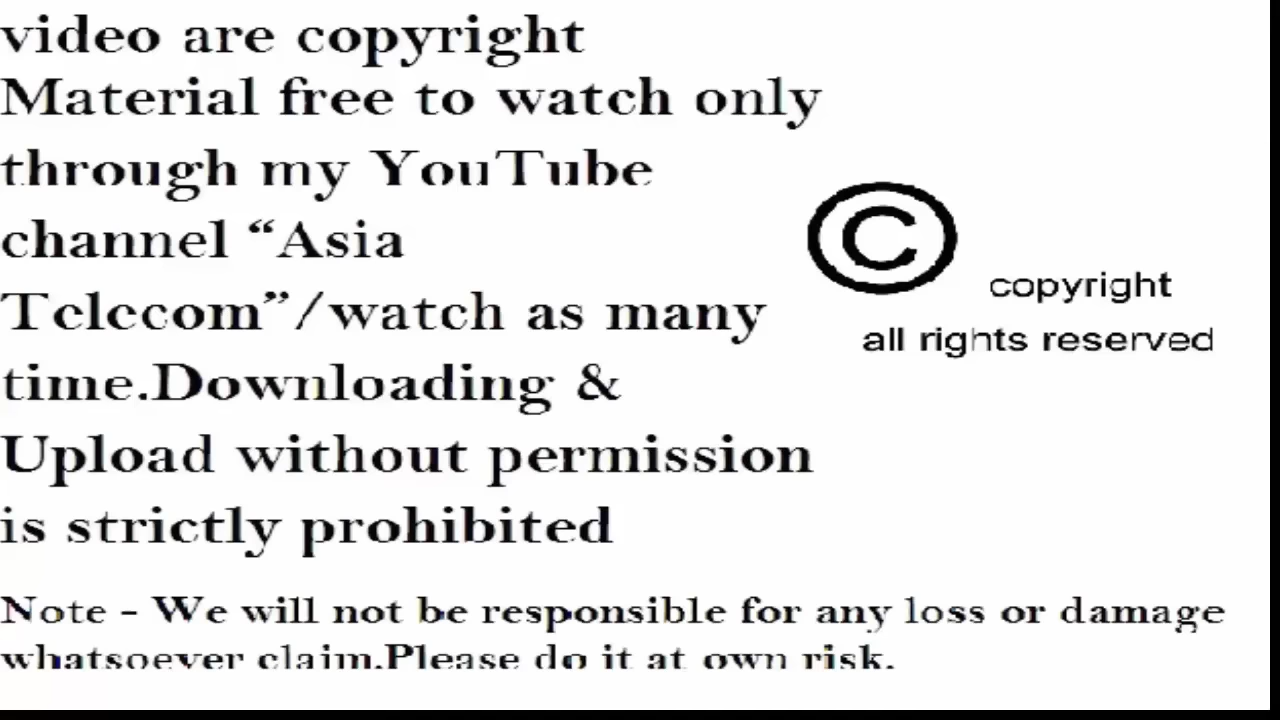 video are copyright
Material free to watch only
through my YouTube
channel “Asia
Telecom”/watch as many
time.Downloading &
Upload without permission
is strictly prohibited
©
copyright
all rights reserved
Note - We will not be responsible for any loss or damage
whatsoever claim.Please do it at own risk.